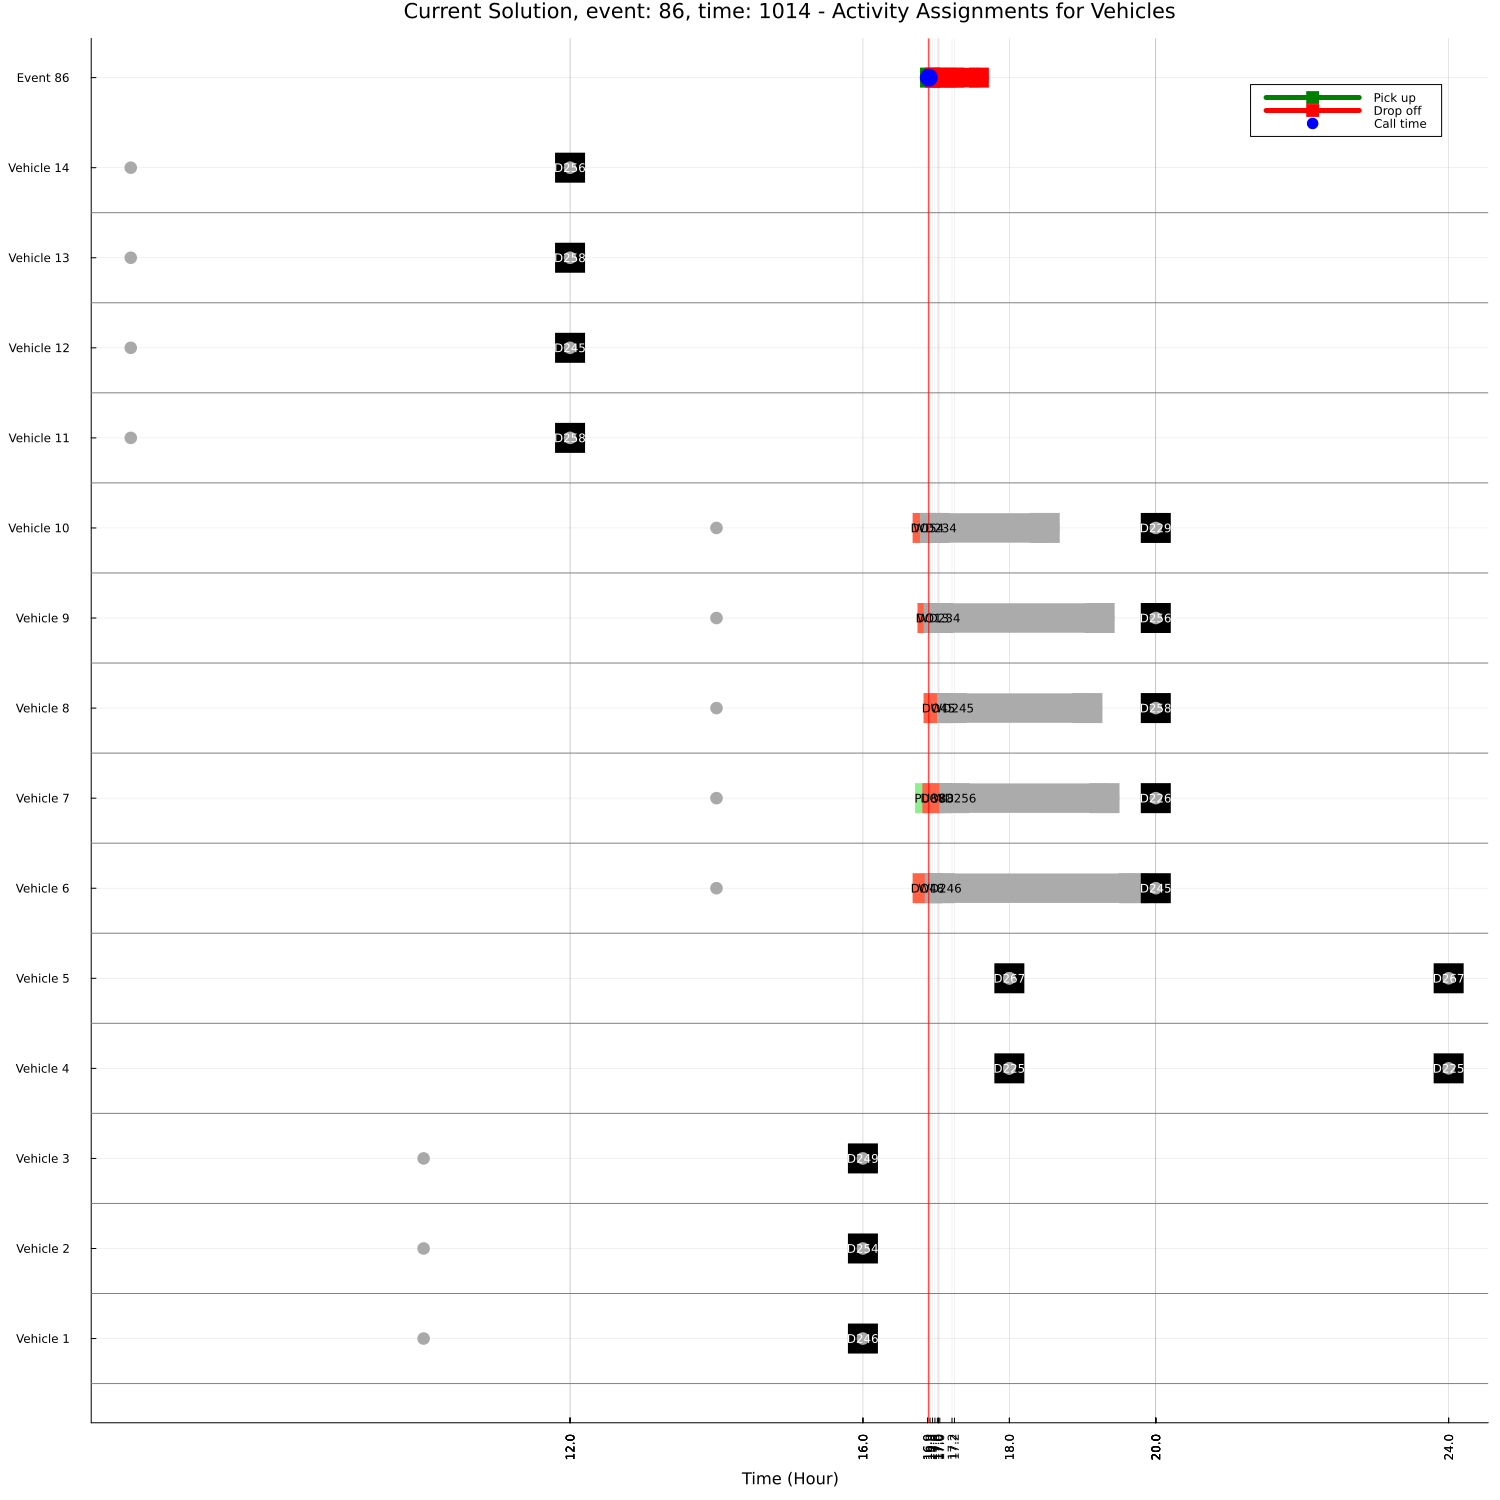 Current Solution, event: 86, time: 1014 - Activity Assignments for Vehicles
Event 86
Pick up
Drop off
Call time
Vehicle 14
D256
Vehicle 13
D258
Vehicle 12
D245
Vehicle 11
D258
Vehicle 10
D229
Vehicle 9
D256
Vehicle 8
D258
Vehicle 7
D226
Vehicle 6
D245
Vehicle 5
D267
D267
Vehicle 4
D225
D225
Vehicle 3
D249
Vehicle 2
D254
Vehicle 1
D246
12.0
16.0
17.2
18.0
20.0
24.0
Time (Hour)